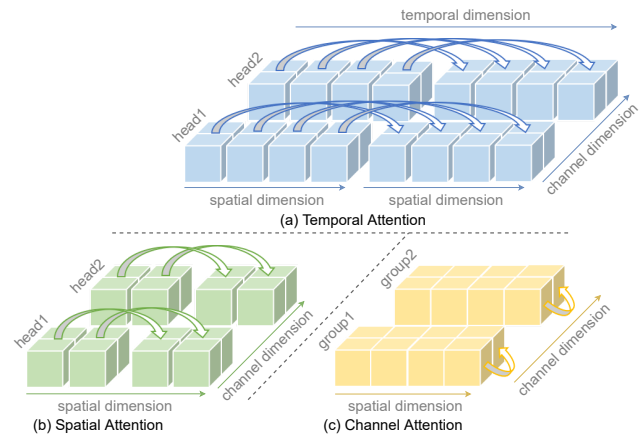 temporal dimension
head2
head1
channel dimension
spatial dimension
spatial dimension
(a) Temporal Attention
head2
head1
channel dimension
spatial dimension
(b) Spatial Attention
group2
group1
channel dimension
spatial dimension
(c) Channel Attention